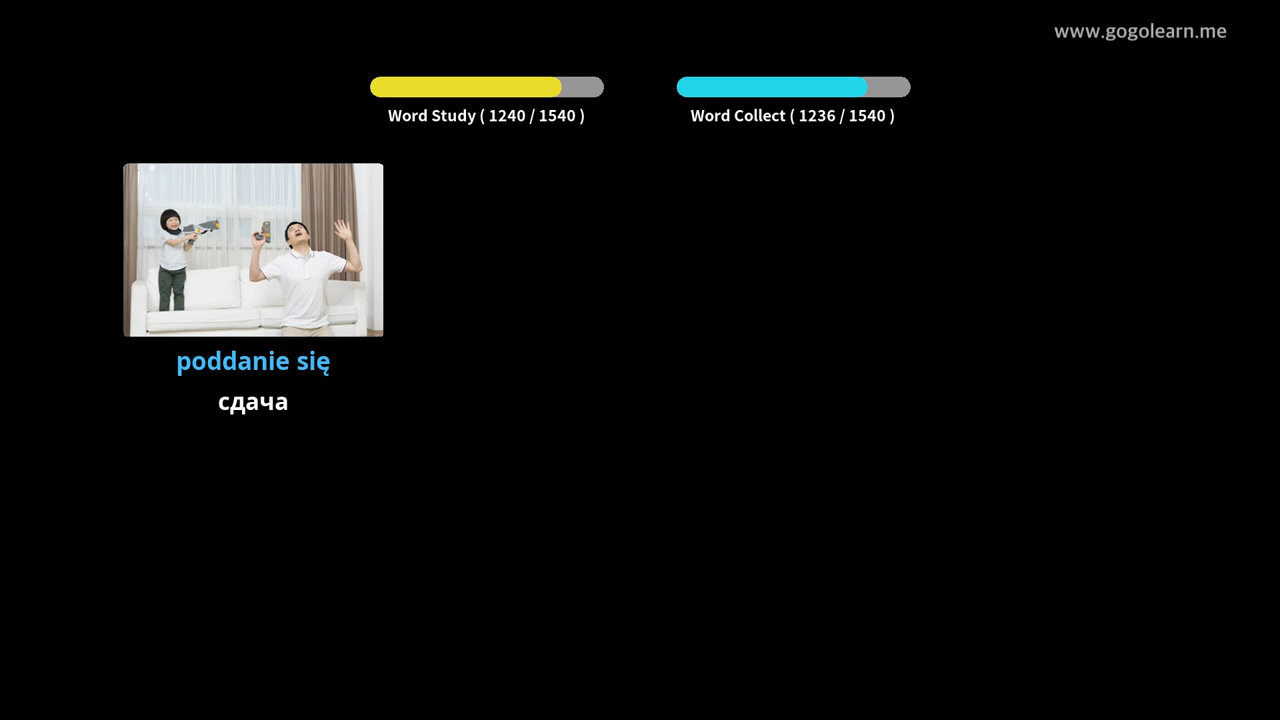 www.gogolearn.me
Word Study ( 1240 / 1540 )
Word Collect ( 1236 / 1540 )
poddanie się
сдача